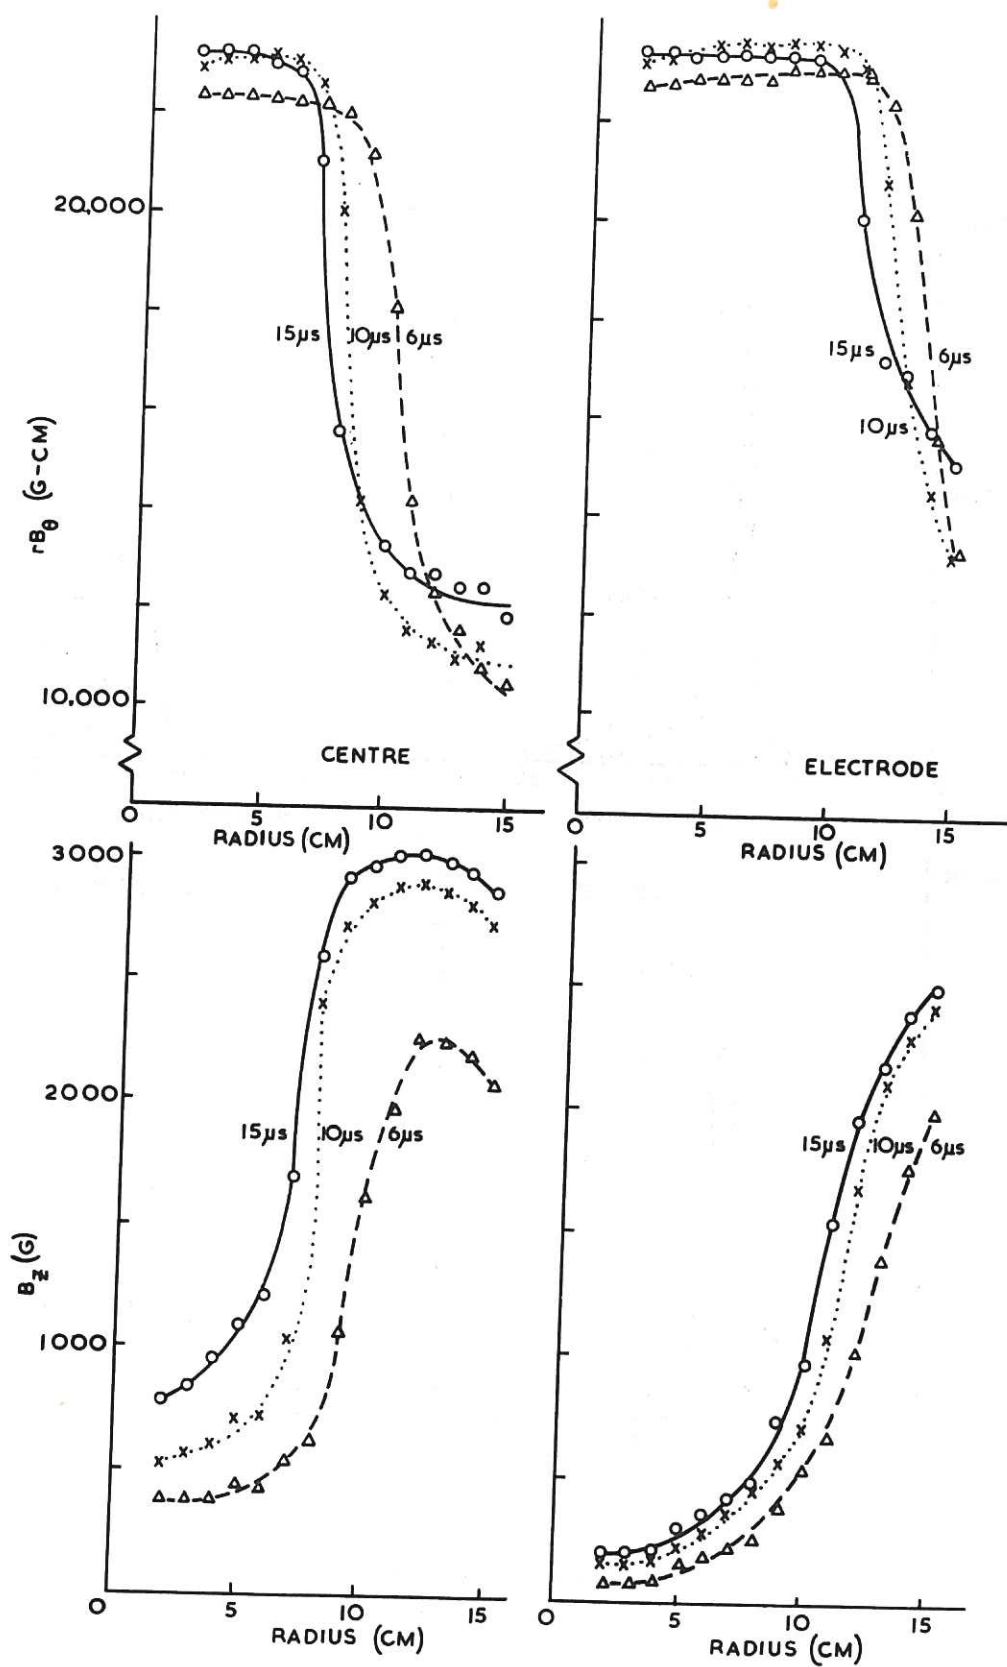 20,000
10,000
rBθ (G-CM)
15μs 10μs 6μs
CENTRE
0 5 10 15
RADIUS (CM)
15μs 6μs
10μs
ELECTRODE
0 5 10 15
RADIUS (CM)
3000
2000
1000
Bz (G)
15μs 10μs 6μs
0 5 10 15
RADIUS (CM)
15μs 10μs 6μs
0 5 10 15
RADIUS (CM)